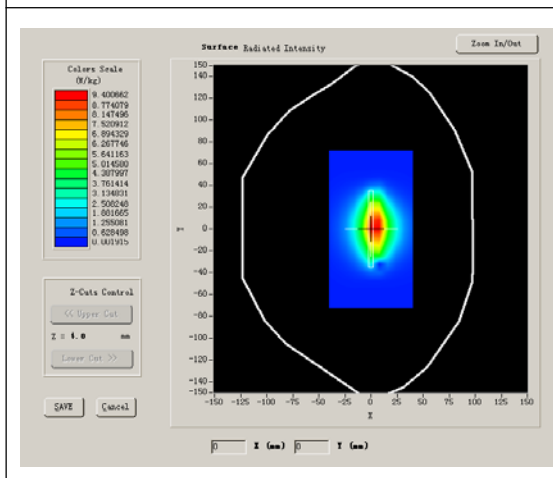 Surface Radiated Intensity
Zoom In/Out
Colors Scale
(W/kg)
9.400662
8.774079
8.147496
7.520912
6.894329
6.267746
5.641163
5.014580
4.387997
3.761414
3.134831
2.508248
1.881665
1.255081
0.628498
0.001915
150
140
120
100
80
60
40
20
0
-20
-40
-60
-80
-100
-120
-140
-150
Y
-150 -125 -100 -75 -50 -25 0 25 50 75 100 125 150
X
Z-Cuts Control
<< Upper Cut
Z = 4.0 mm
Lower Cut >>
SAVE Cancel
0 X (mm) 0 Y (mm)